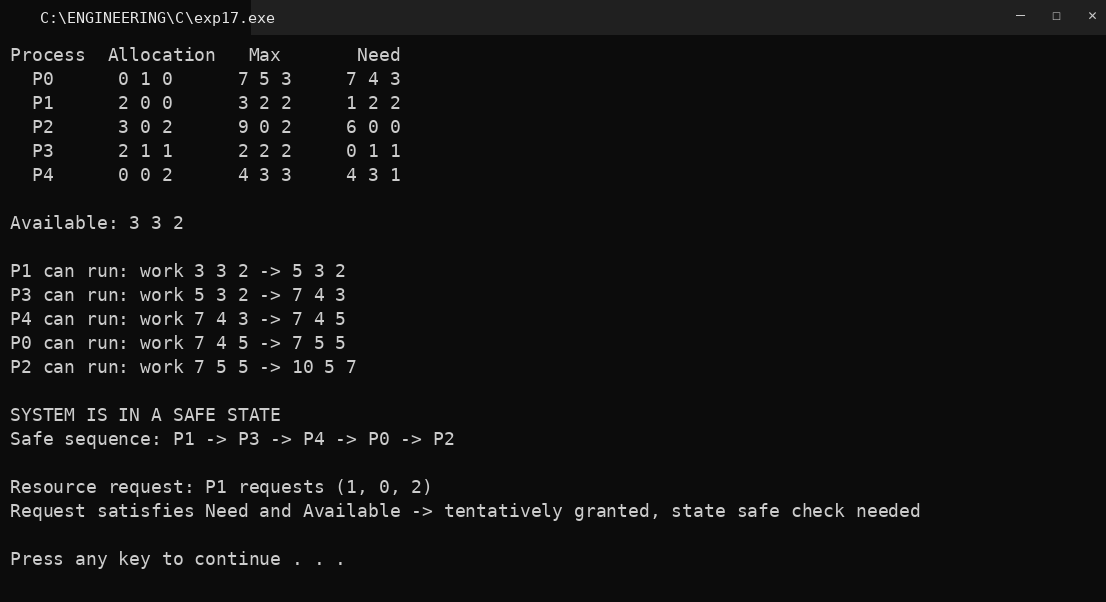 C:\ENGINEERING\C\exp17.exe
Process  Allocation   Max       Need
  P0      0 1 0      7 5 3     7 4 3
  P1      2 0 0      3 2 2     1 2 2
  P2      3 0 2      9 0 2     6 0 0
  P3      2 1 1      2 2 2     0 1 1
  P4      0 0 2      4 3 3     4 3 1
Available: 3 3 2
P1 can run: work 3 3 2 -> 5 3 2
P3 can run: work 5 3 2 -> 7 4 3
P4 can run: work 7 4 3 -> 7 4 5
P0 can run: work 7 4 5 -> 7 5 5
P2 can run: work 7 5 5 -> 10 5 7
SYSTEM IS IN A SAFE STATE
Safe sequence: P1 -> P3 -> P4 -> P0 -> P2
Resource request: P1 requests (1, 0, 2)
Request satisfies Need and Available -> tentatively granted, state safe check needed
Press any key to continue . . .